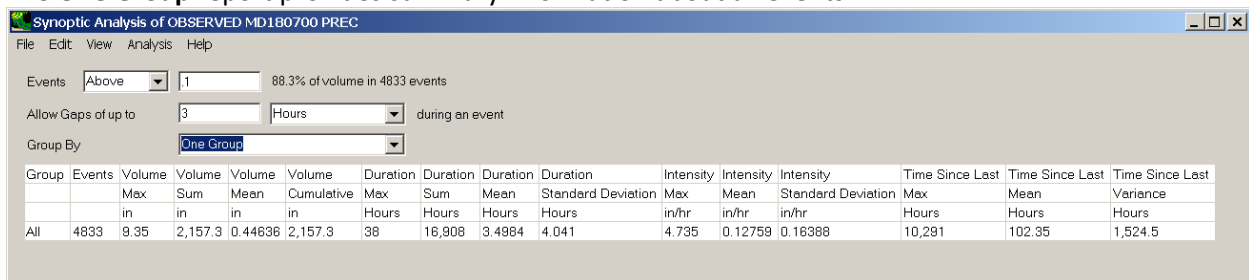 Synoptic Analysis of OBSERVED MD180700 PREC
File Edit View Analysis Help
Events Above .1 88.3% of volume in 4833 events
Allow Gaps of up to 3 Hours during an event
Group By One Group
Group Events Volume Volume Volume Volume Duration Duration Duration Duration Intensity Intensity Intensity Time Since Last Time Since Last Time Since Last
Max Sum Mean Cumulative Max Sum Mean Standard Deviation Max Mean Standard Deviation Max Mean Variance
in in in in Hours Hours Hours Hours in/hr in/hr in/hr Hours Hours Hours
All 4833 9.35 2,157.3 0.44636 2,157.3 38 16,908 3.4984 4.041 4.735 0.12759 0.16388 10,291 102.35 1,524.5